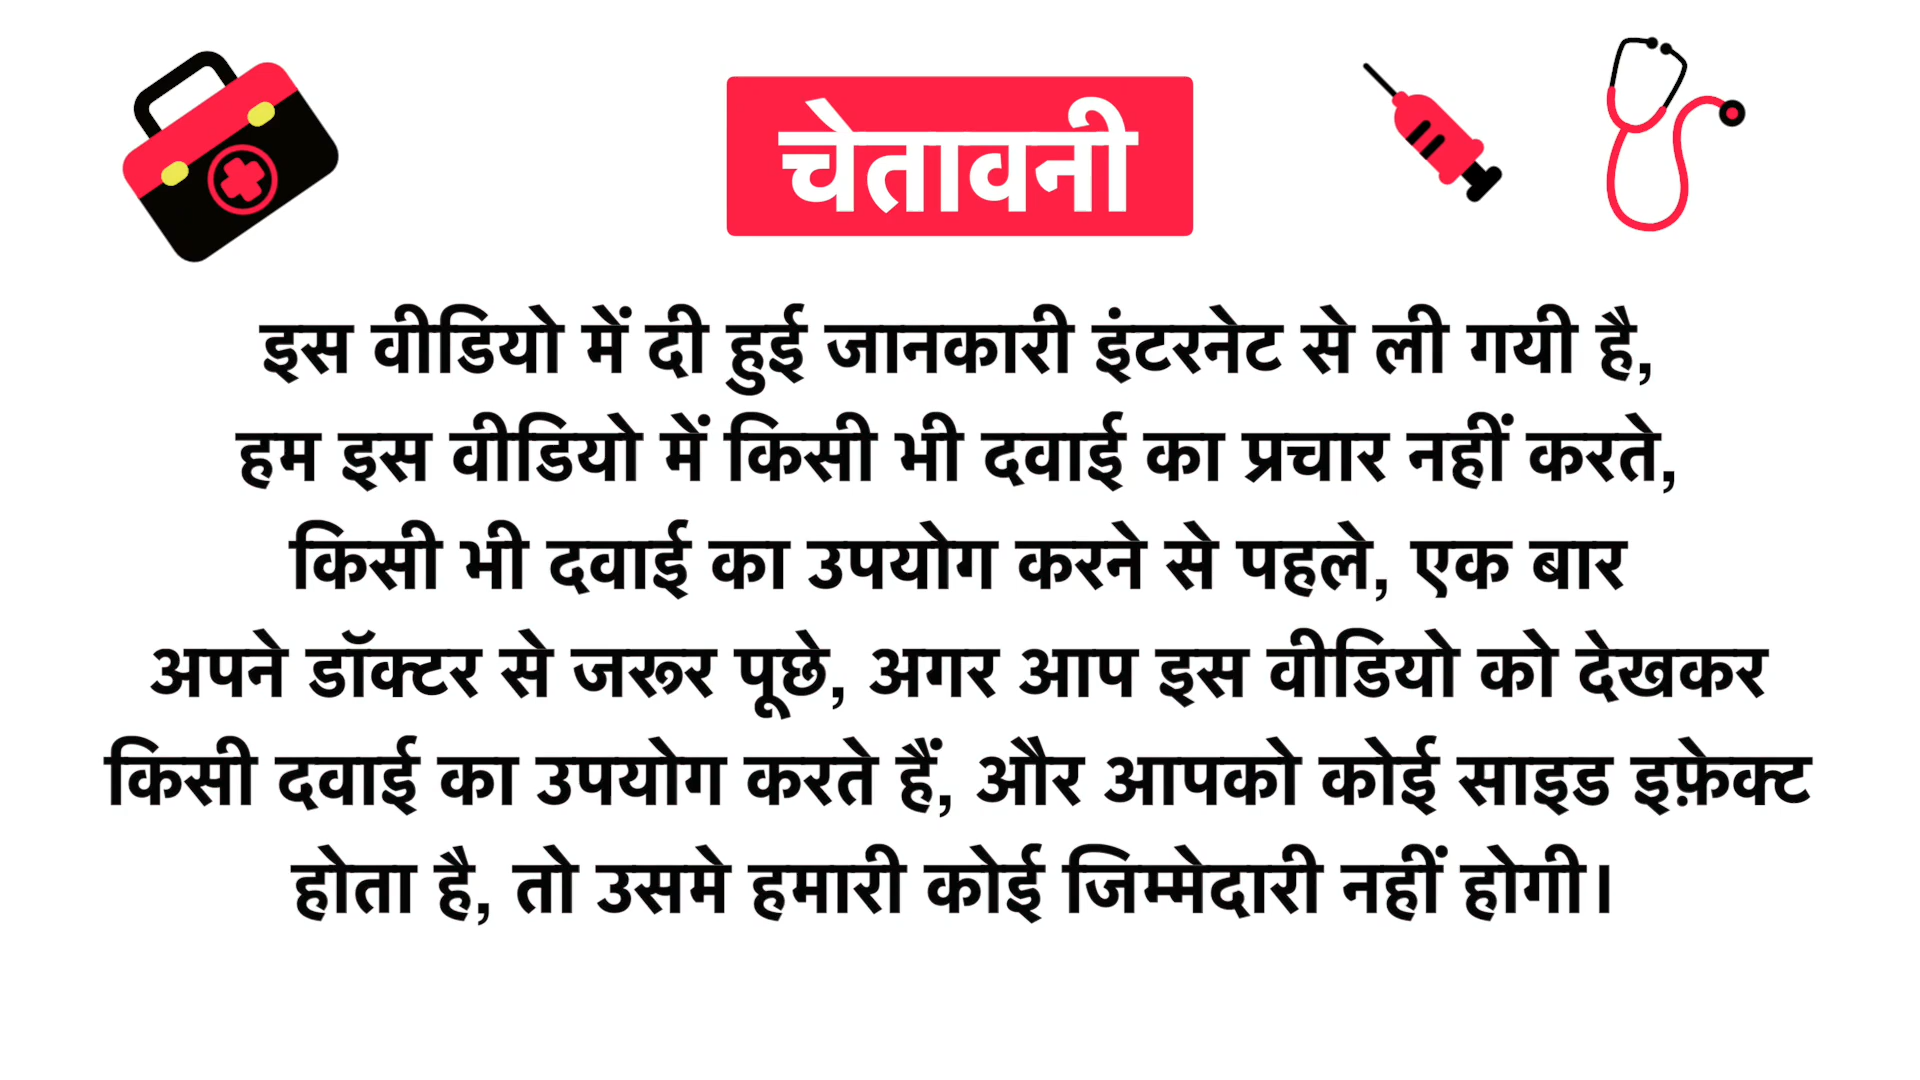 चेतावनी
इस वीडियो में दी हुई जानकारी इंटरनेट से ली गयी है,
हम इस वीडियो में किसी भी दवाई का प्रचार नहीं करते,
किसी भी दवाई का उपयोग करने से पहले, एक बार
अपने डॉक्टर से जरूर पूछे, अगर आप इस वीडियो को देखकर
किसी दवाई का उपयोग करते हैं, और आपको कोई साइड इफ़ेक्ट
होता है, तो उसमे हमारी कोई जिम्मेदारी नहीं होगी।